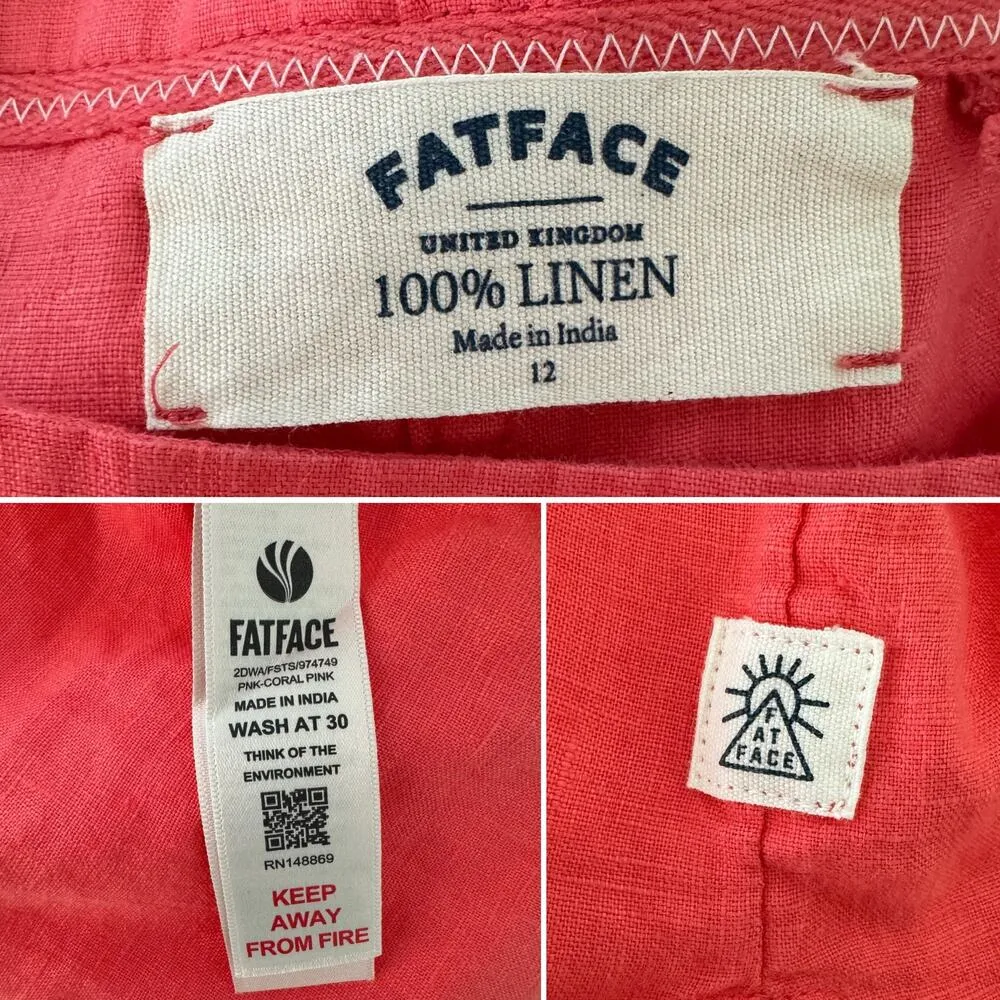 FATFACE
UNITED KINGDOM
100% LINEN
Made in India
12
FATFACE
2DWA/FSTS/974749
PNK-CORAL PINK
MADE IN INDIA
WASH AT 30
THINK OF THE
ENVIRONMENT
RN148869
KEEP
AWAY
FROM FIRE
F
AT
FACE